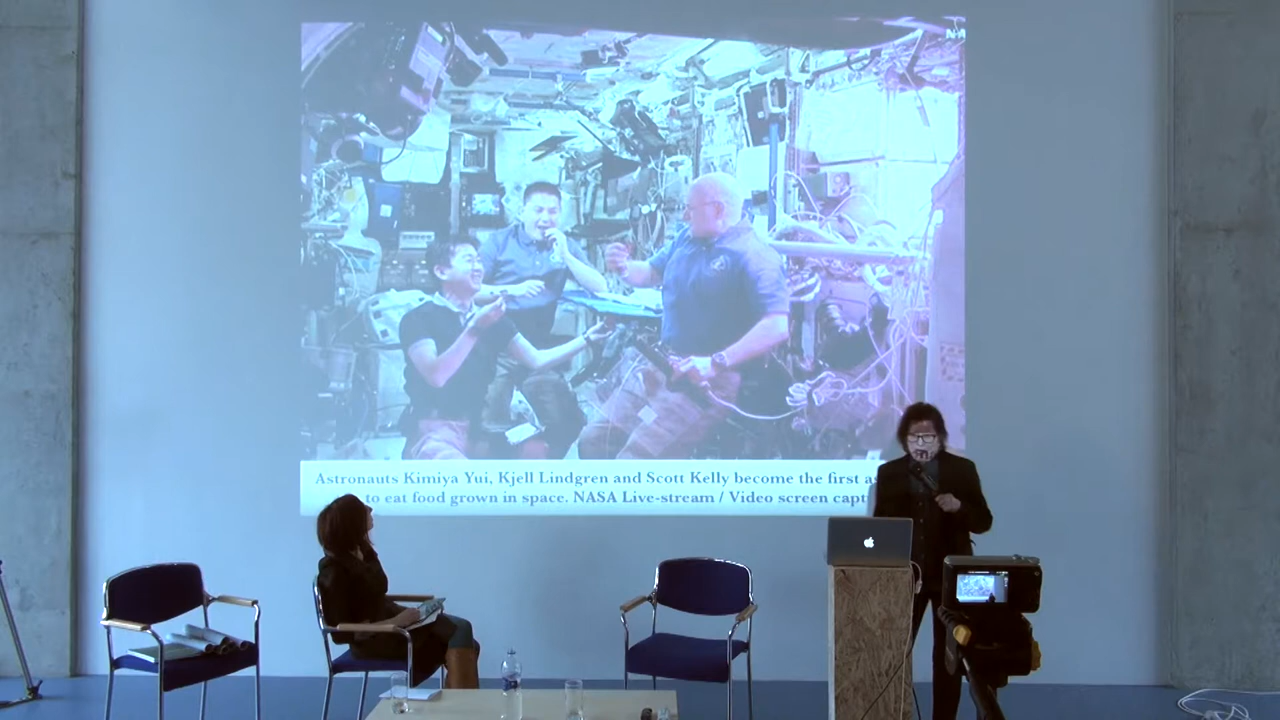 Astronauts Kimiya Yui, Kjell Lindgren and Scott Kelly become the first
to eat food grown in space. NASA Live-stream / Video screen